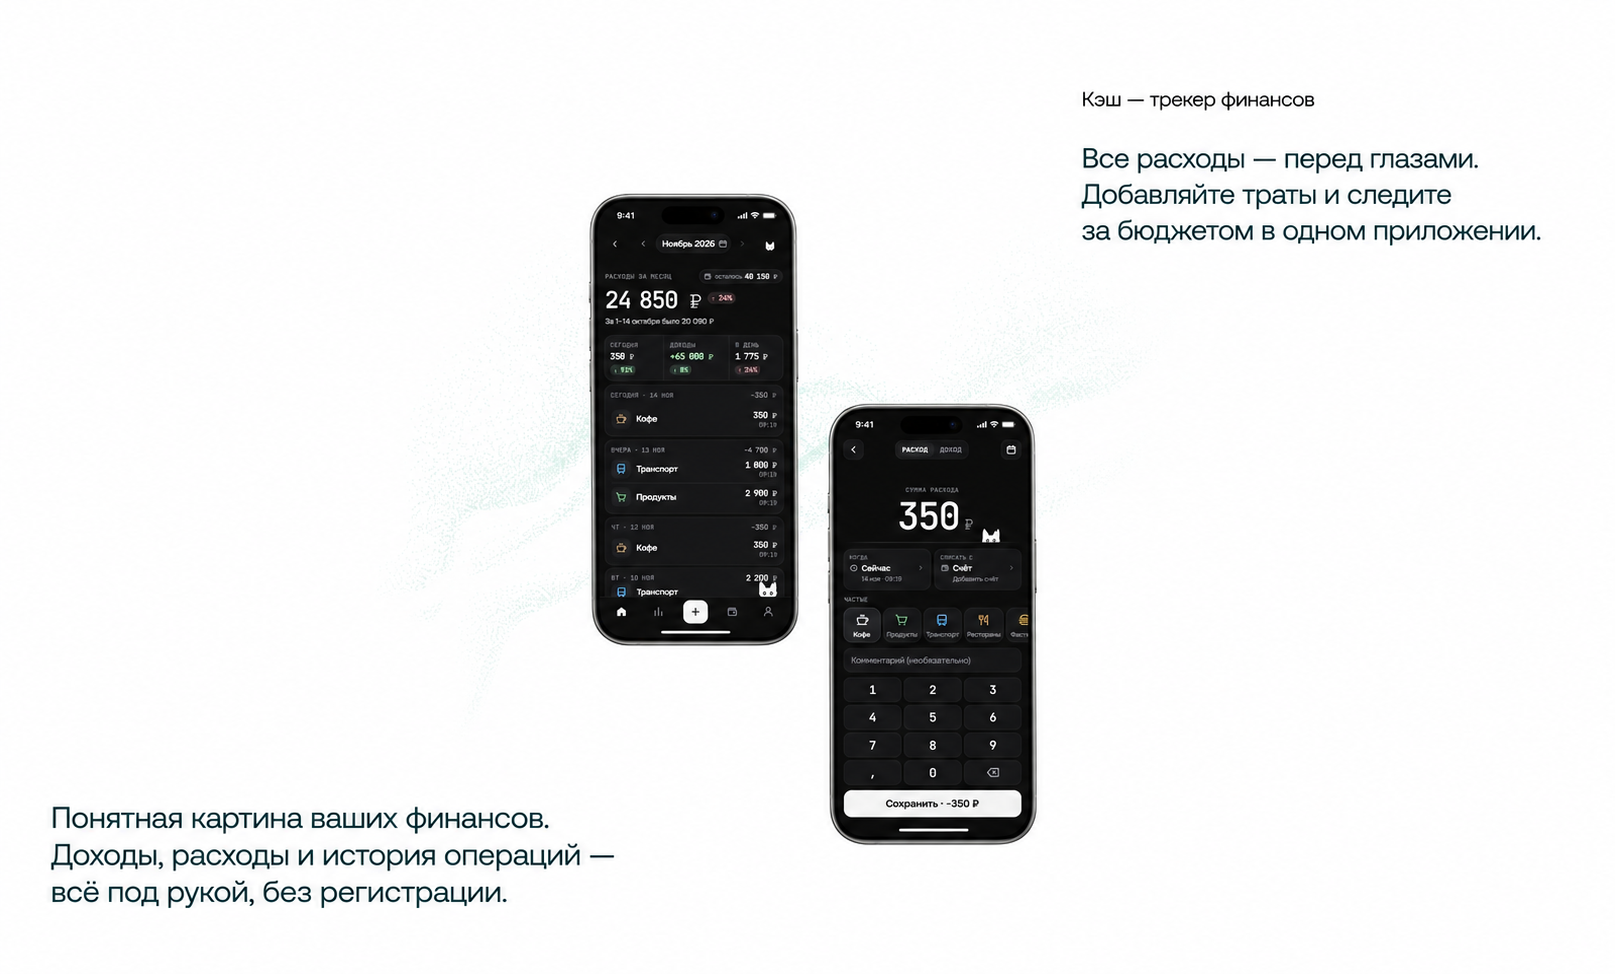 Кэш — трекер финансов
Все расходы — перед глазами.
Добавляйте траты и следите
за бюджетом в одном приложении.
9:41
Ноябрь 2026
РАСХОДЫ ЗА МЕСЯЦ
осталось 40 150 ₽
24 850 ₽
↑ 24%
За 1–14 октября было 20 090 ₽
СЕГОДНЯ ДОХОДЫ В ДЕНЬ
350 ₽ +65 000 ₽ 1 775 ₽
↑ 8% ↑ 24%
СЕГОДНЯ · 14 НОЯ −350 ₽
Кофе 350 ₽
09:19
ВЧЕРА · 13 НОЯ −4 700 ₽
Транспорт 1 800 ₽
09:19
Продукты 2 900 ₽
09:19
ЧТ · 12 НОЯ −350 ₽
Кофе 350 ₽
09:19
ВТ · 10 НОЯ 2 200 ₽
Транспорт
9:41
РАСХОД ДОХОД
СУММА РАСХОДА
350 ₽
КОГДА СПИСАТЬ С
Сейчас Счёт
14 ноя · 09:19 Добавить счёт
ЧАСТЫЕ
Кофе Продукты Транспорт Рестораны
Комментарий (необязательно)
1 2 3
4 5 6
7 8 9
, 0
Сохранить · −350 ₽
Понятная картина ваших финансов.
Доходы, расходы и история операций —
всё под рукой, без регистрации.